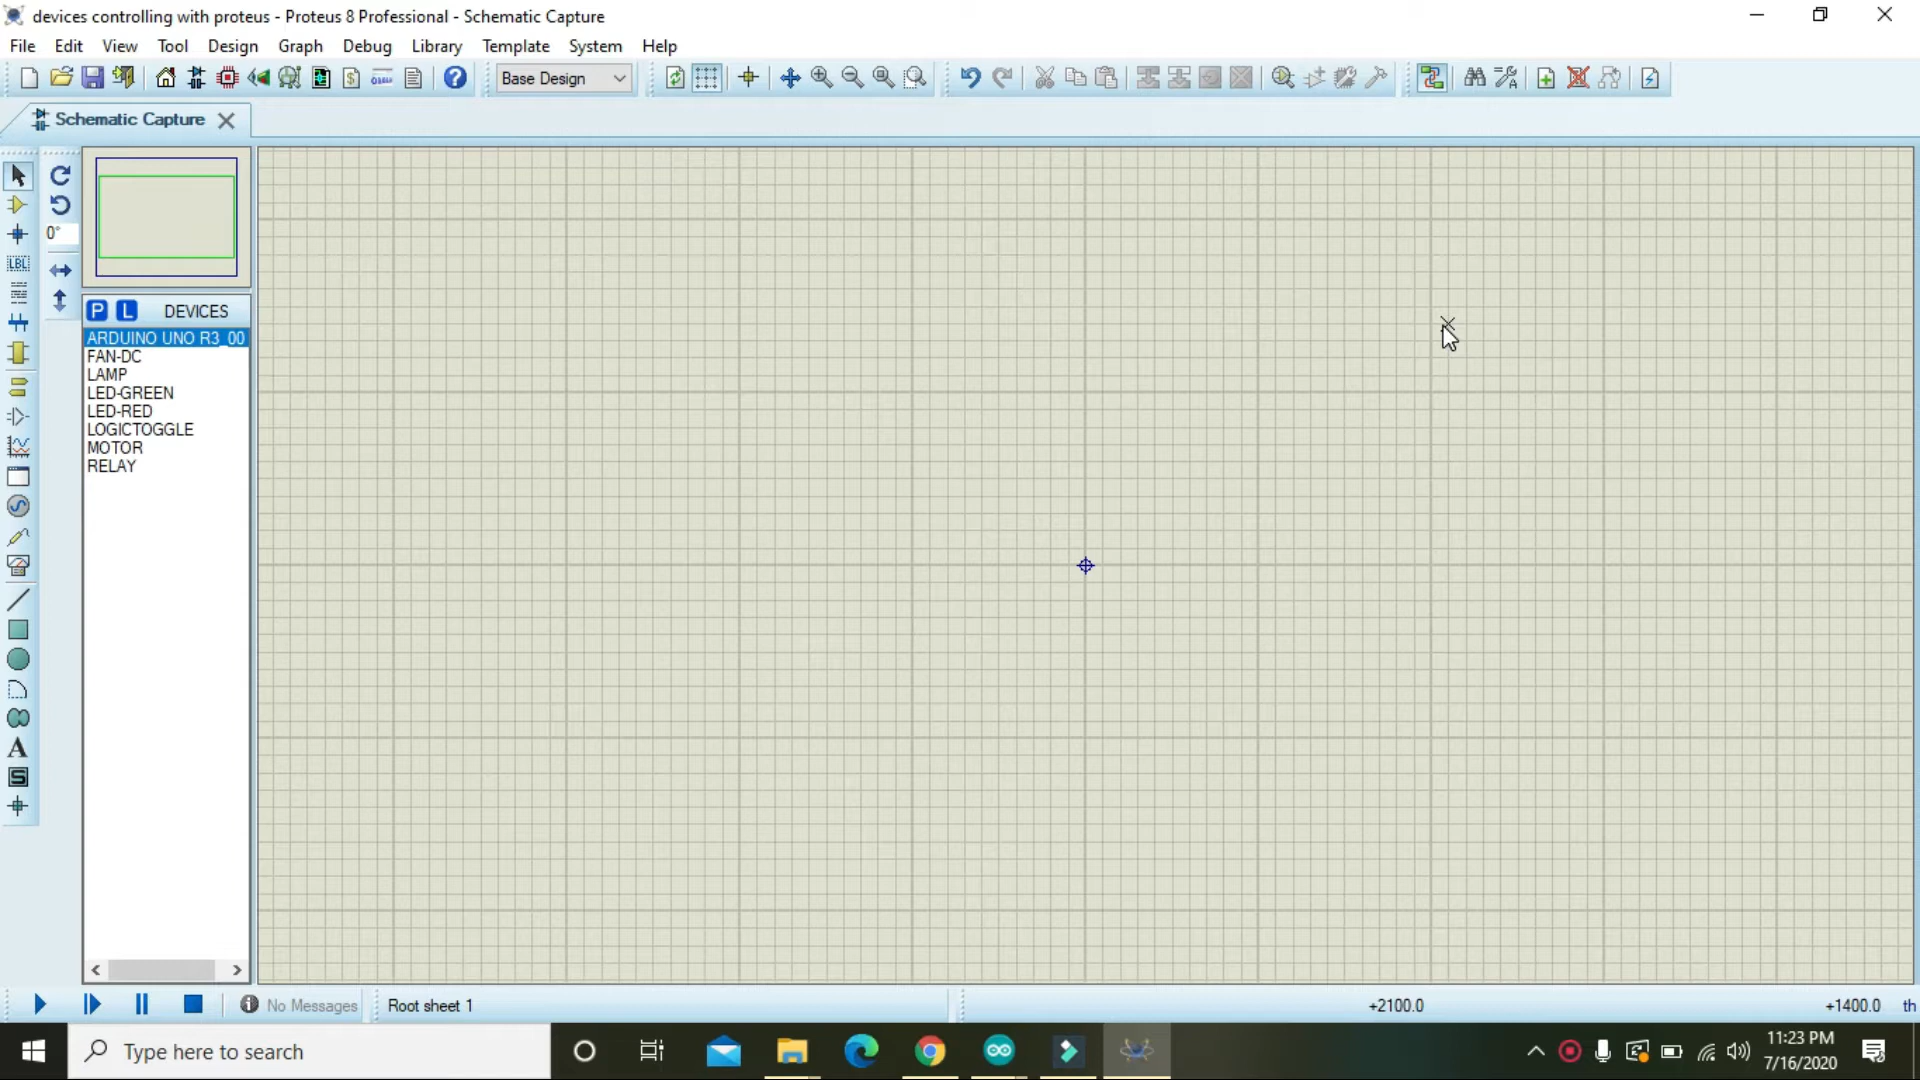 devices controlling with proteus - Proteus 8 Professional - Schematic Capture
File Edit View Tool Design Graph Debug Library Template System Help
Base Design
Schematic Capture
0°
LBL
P L DEVICES
ARDUINO UNO R3_00
FAN-DC
LAMP
LED-GREEN
LED-RED
LOGICTOGGLE
MOTOR
RELAY
A
S
No Messages Root sheet 1 +2100.0 +1400.0 th
Type here to search
11:23 PM
7/16/2020